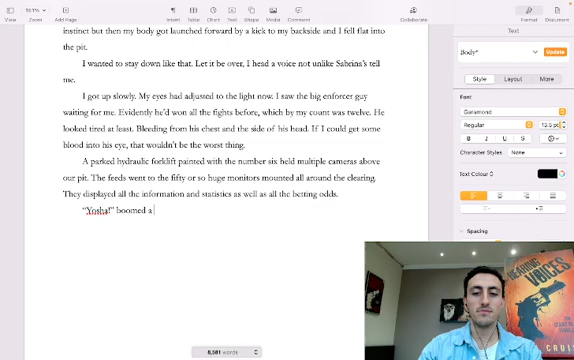 101%
View
Zoom
Add Page
Insert
Table
Chart
Text
Shape
Media
Comment
Collaborate
Format
Document
instinct but then my body got launched forward by a kick to my backside and I fell flat into
the pit.
I wanted to stay down like that. Let it be over, I head a voice not unlike Sabrina's tell
me.
I got up slowly. My eyes had adjusted to the light now. I saw the big enforcer guy
waiting for me. Evidently he'd won all the fights before, which by my count was twelve. He
looked tired at least. Bleeding from his chest and the side of his head. If I could get some
blood into his eye, that wouldn't be the worst thing.
A parked hydraulic forklift painted with the number six held multiple cameras above
our pit. The feeds went to the fifty or so huge monitors mounted all around the clearing.
They displayed all the information and statistics as well as all the betting odds.
"Yosha!" boomed a
8,581 words
Text
Body*
Update
Style
Layout
More
Font
Garamond
Regular
13.5 pt
B I U S
Character Styles
None
Text Colour
Spacing
HEARING
VOICES
CRUIS